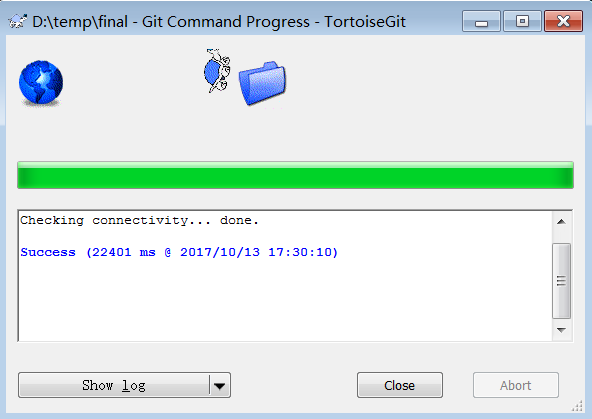 D:\temp\final - Git Command Progress - TortoiseGit
Checking connectivity... done.
Success (22401 ms @ 2017/10/13 17:30:10)
Show log
Close
Abort